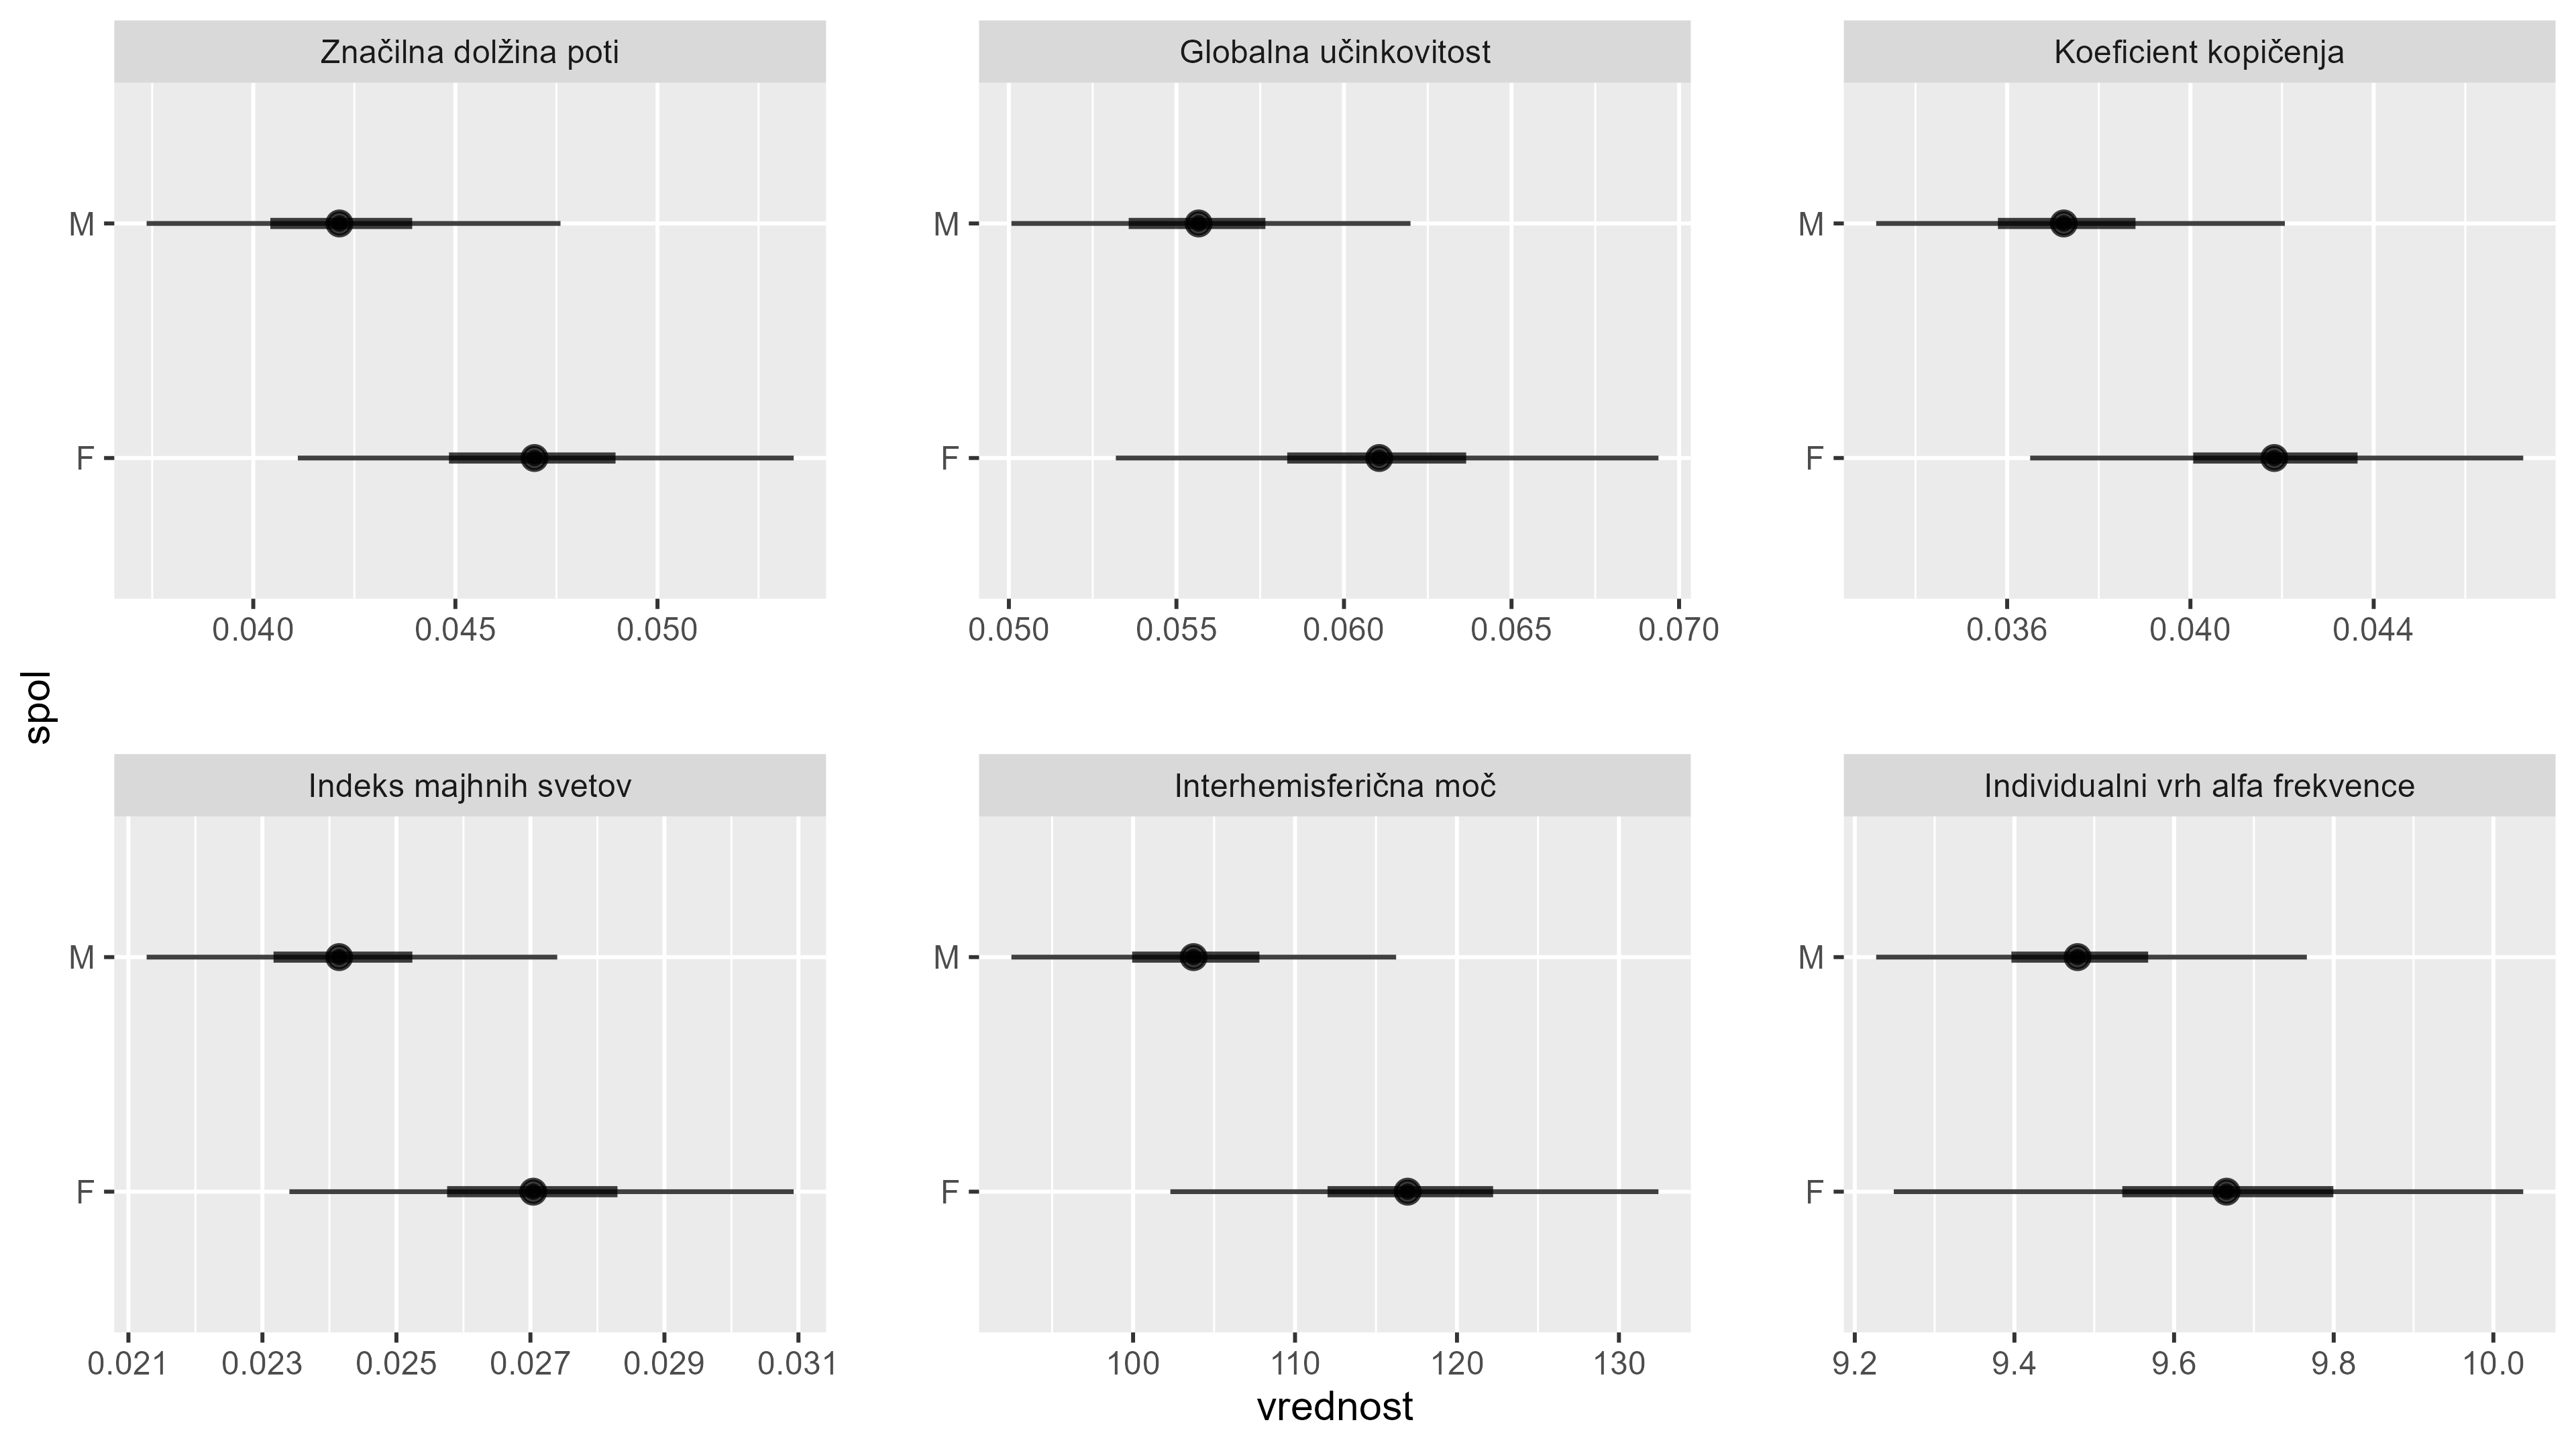 Značilna dolžina poti
Globalna učinkovitost
Koeficient kopičenja
M
F
M
F
M
F
0.040 0.045 0.050
0.050 0.055 0.060 0.065 0.070
0.036 0.040 0.044
spol
Indeks majhnih svetov
Interhemisferična moč
Individualni vrh alfa frekvence
M
F
M
F
M
F
0.021 0.023 0.025 0.027 0.029 0.031
100 110 120 130
9.2 9.4 9.6 9.8 10.0
vrednost